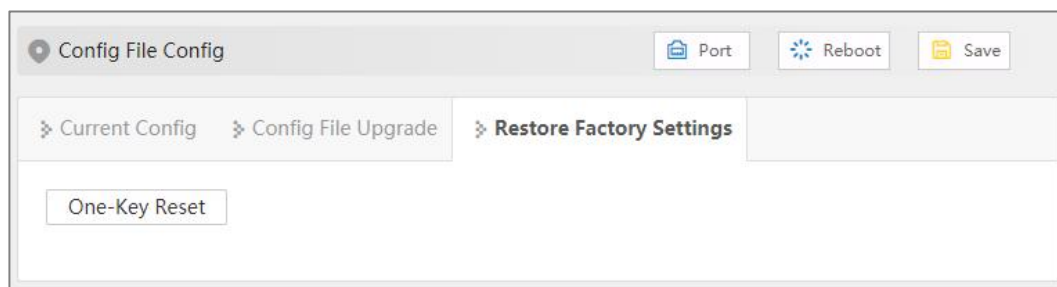 Config File Config Port Reboot Save
Current Config Config File Upgrade Restore Factory Settings
One-Key Reset